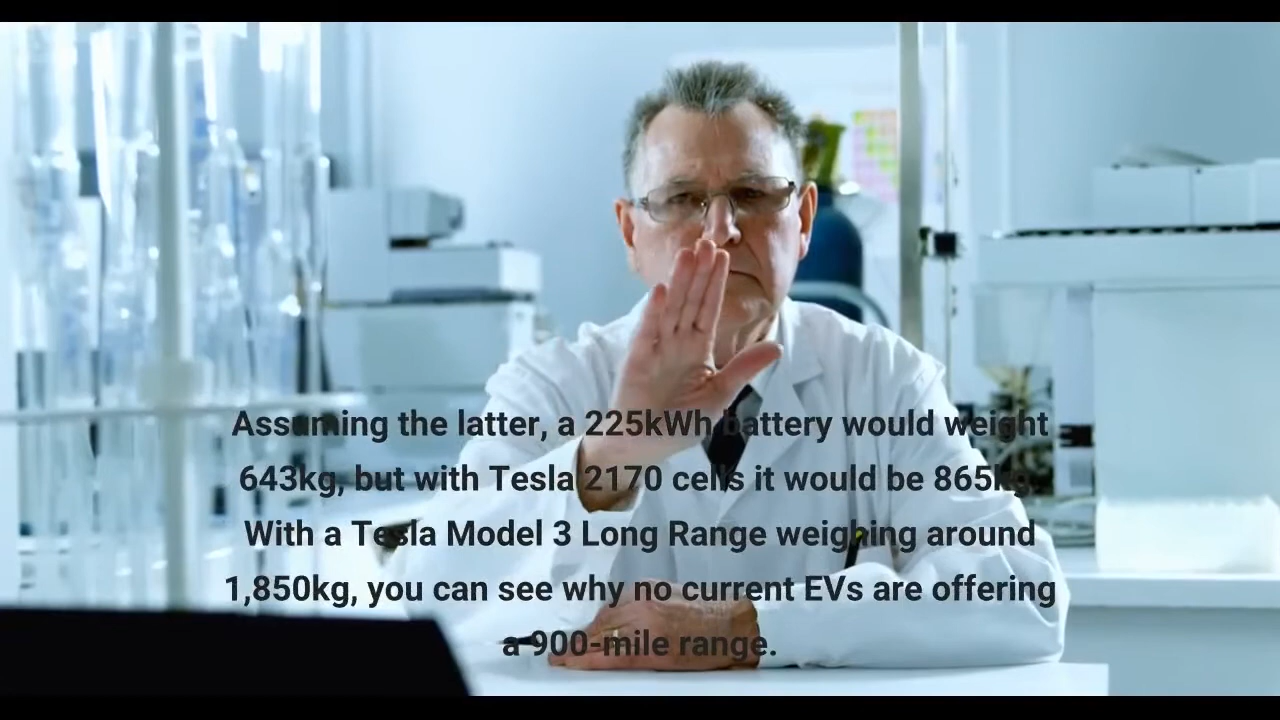 Assuming the latter, a 225kWh battery would weight
643kg, but with Tesla 2170 cells it would be 865kg.
With a Tesla Model 3 Long Range weighing around
1,850kg, you can see why no current EVs are offering
a 900-mile range.